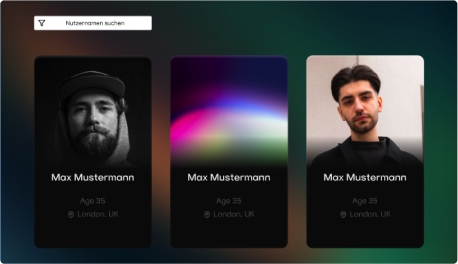 Nutzernamen suchen
Max Mustermann
Age 35
London, UK
Max Mustermann
Age 35
London, UK
Max Mustermann
Age 35
London, UK